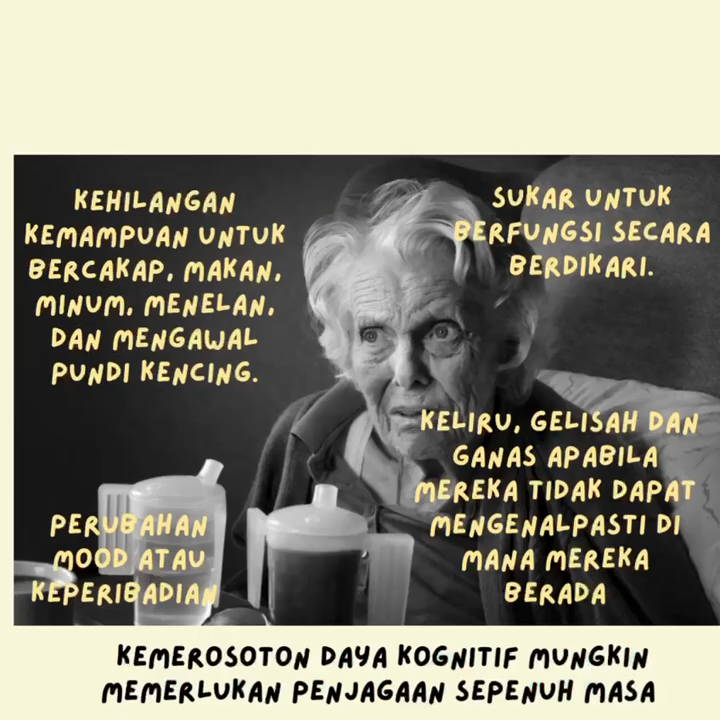 KEHILANGAN
KEMAMPUAN UNTUK
BERCAKAP, MAKAN,
MINUM, MENELAN,
DAN MENGAWAL
PUNDI KENCING.
SUKAR UNTUK
BERFUNGSI SECARA
BERDIKARI.
KELIRU, GELISAH DAN
GANAS APABILA
MEREKA TIDAK DAPAT
MENGENALPASTI DI
MANA MEREKA
BERADA
PERUBAHAN
MOOD ATAU
KEPERIBADIAN
KEMEROSOTON DAYA KOGNITIF MUNGKIN
MEMERLUKAN PENJAGAAN SEPENUH MASA